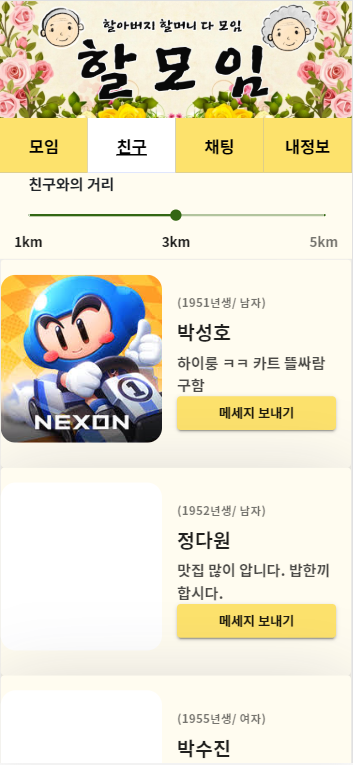 할아버지 할머니 다 모임
할모임
모임 친구 채팅 내정보
친구와의 거리
1km 3km 5km
(1951년생/ 남자)
박성호
하이룽 ㅋㅋ 카트 뜰싸람
구함
메세지 보내기
1
NEXON
(1952년생/ 남자)
정다원
맛집 많이 압니다. 밥한끼
합시다.
메세지 보내기
(1955년생/ 여자)
박수진